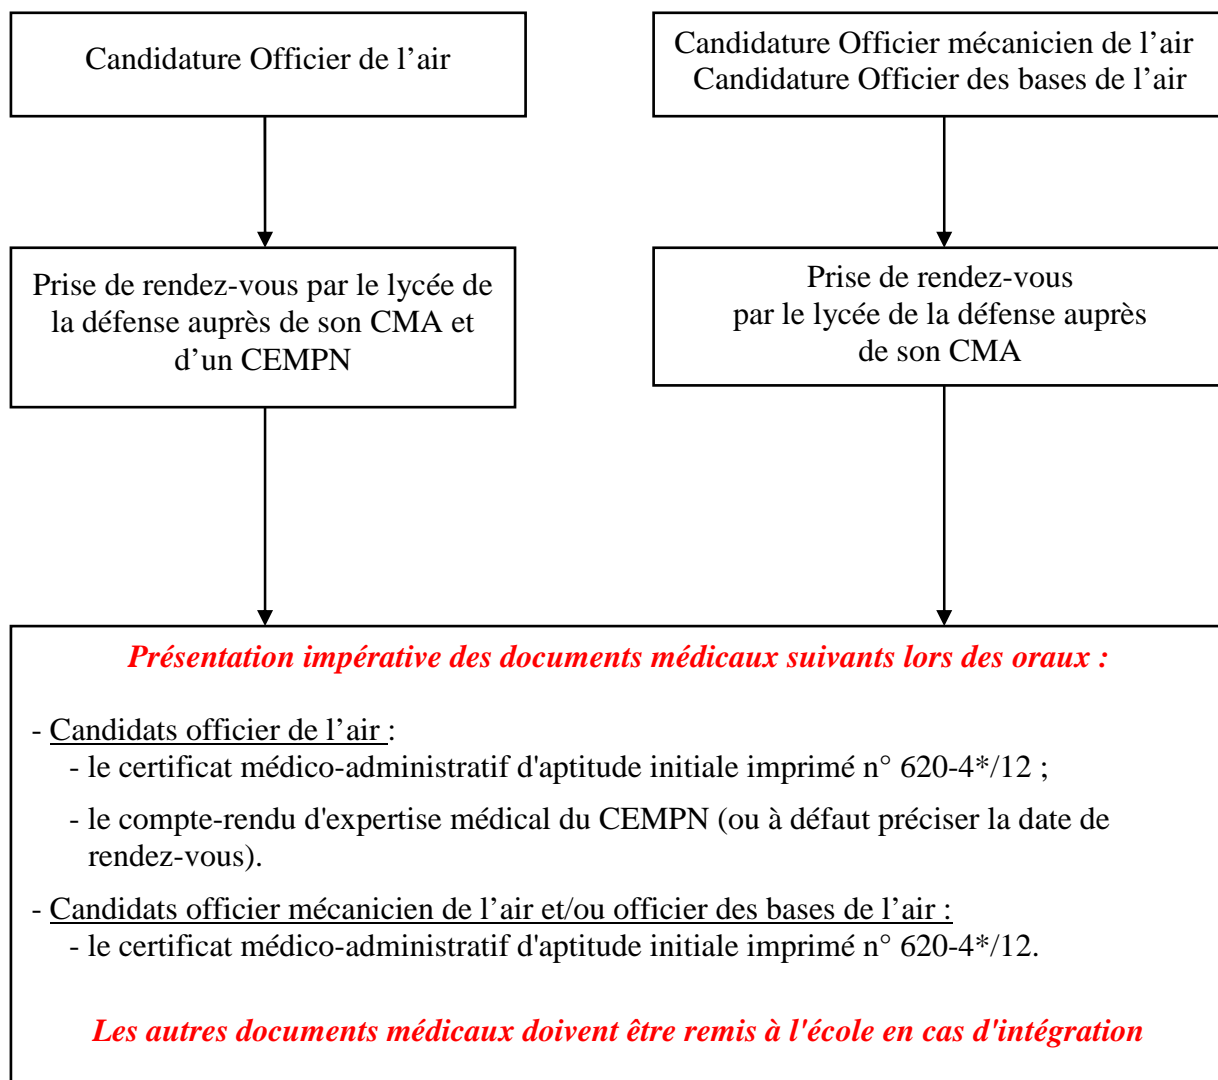 Candidature Officier de l’air
Candidature Officier mécanicien de l’air
Candidature Officier des bases de l’air
Prise de rendez-vous par le lycée de
la défense auprès de son CMA et
d’un CEMPN
Prise de rendez-vous
par le lycée de la défense auprès
de son CMA
Présentation impérative des documents médicaux suivants lors des oraux :
- Candidats officier de l’air :
- le certificat médico-administratif d'aptitude initiale imprimé n° 620-4*/12 ;
- le compte-rendu d'expertise médical du CEMPN (ou à défaut préciser la date de
rendez-vous).
- Candidats officier mécanicien de l’air et/ou officier des bases de l’air :
- le certificat médico-administratif d'aptitude initiale imprimé n° 620-4*/12.
Les autres documents médicaux doivent être remis à l'école en cas d'intégration